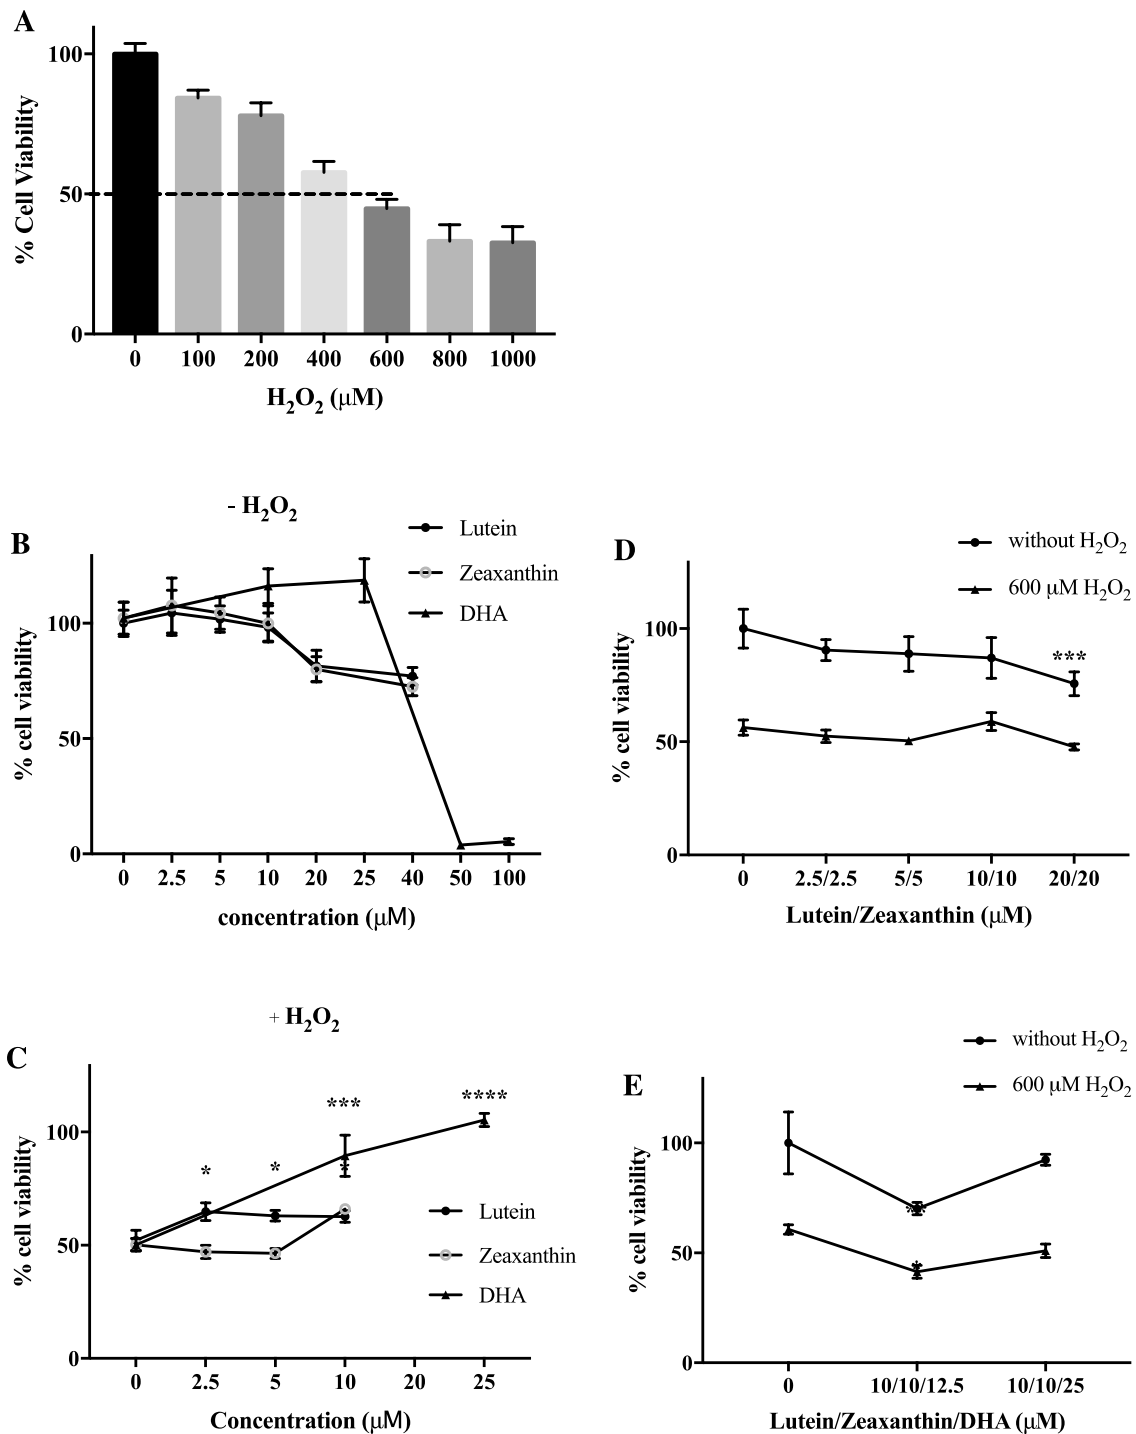 A
% Cell Viability
100
50
0
0 100 200 400 600 800 1000
H₂O₂ (μM)
- H₂O₂
B
Lutein
Zeaxanthin
DHA
% cell viability
100
50
0
0 2.5 5 10 20 25 40 50 100
concentration (μM)
D
without H₂O₂
600 μM H₂O₂
% cell viability
100
50
0
***
0 2.5/2.5 5/5 10/10 20/20
Lutein/Zeaxanthin (μM)
+ H₂O₂
C
% cell viability
100
50
0
* * *** * ****
Lutein
Zeaxanthin
DHA
0 2.5 5 10 20 25
Concentration (μM)
E
without H₂O₂
600 μM H₂O₂
% cell viability
100
50
0
0 10/10/12.5 10/10/25
Lutein/Zeaxanthin/DHA (μM)